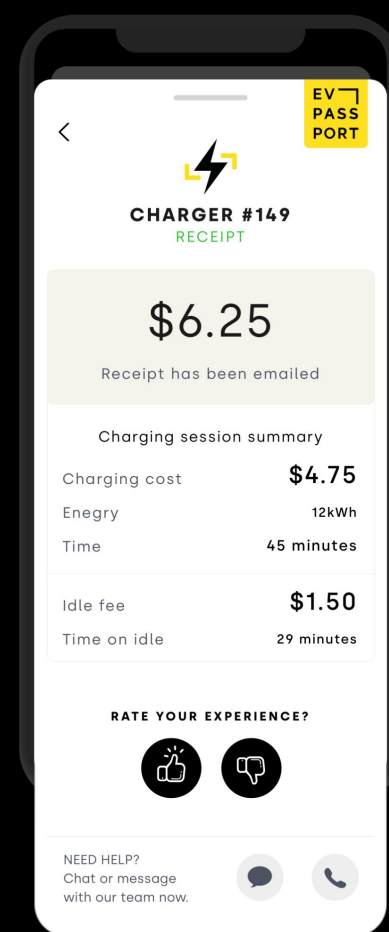 EV
PASS
PORT
CHARGER #149
RECEIPT
$6.25
Receipt has been emailed
Charging session summary
Charging cost $4.75
Enegry 12kWh
Time 45 minutes
Idle fee $1.50
Time on idle 29 minutes
RATE YOUR EXPERIENCE?
NEED HELP?
Chat or message
with our team now.